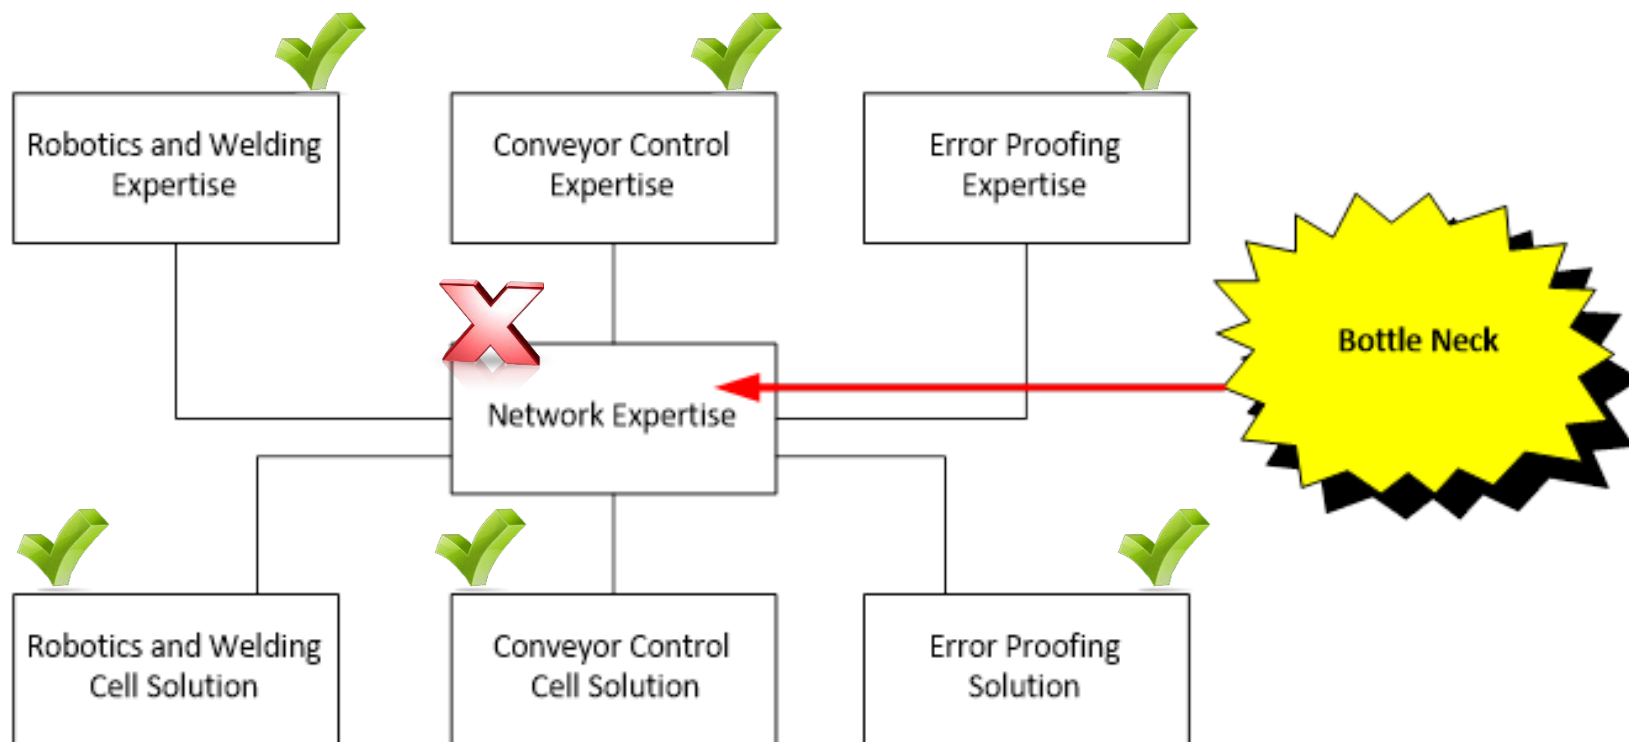 Robotics and Welding
Expertise
Conveyor Control
Expertise
Error Proofing
Expertise
Bottle Neck
Network Expertise
Robotics and Welding
Cell Solution
Conveyor Control
Cell Solution
Error Proofing
Solution